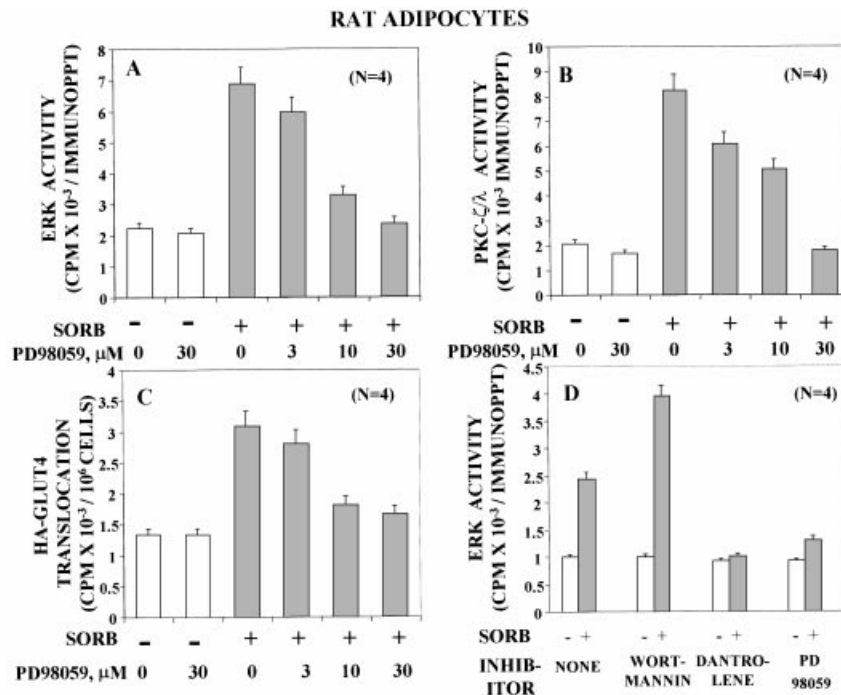 RAT ADIPOCYTES
A
(N=4)
ERK ACTIVITY
(CPM X 10⁻³ / IMMUNOPPT)
8
7
6
5
4
3
2
1
0
SORB - - + + + +
PD98059, µM 0 30 0 3 10 30
B
(N=4)
PKC-ζ/λ ACTIVITY
(CPM X 10⁻³ IMMUNOPPT)
10
9
8
7
6
5
4
3
2
1
0
SORB - - + + + +
PD98059, µM 0 30 0 3 10 30
C
(N=4)
HA-GLUT4
TRANSLOCATION
(CPM X 10⁻³ / 10⁶ CELLS)
3.5
3
2.5
2
1.5
1
0.5
0
SORB - - + + + +
PD98059, µM 0 30 0 3 10 30
D
(N=4)
ERK ACTIVITY
(CPM X 10⁻³ / IMMUNOPPT)
4.5
4
3.5
3
2.5
2
1.5
1
0.5
0
SORB - + - + - + - +
INHIB-
ITOR
NONE
WORT-
MANNIN
DANTRO-
LENE
PD
98059